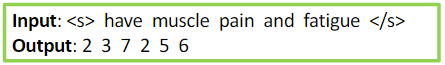 Input: <s> have muscle pain and fatigue </s>
Output: 2 3 7 2 5 6